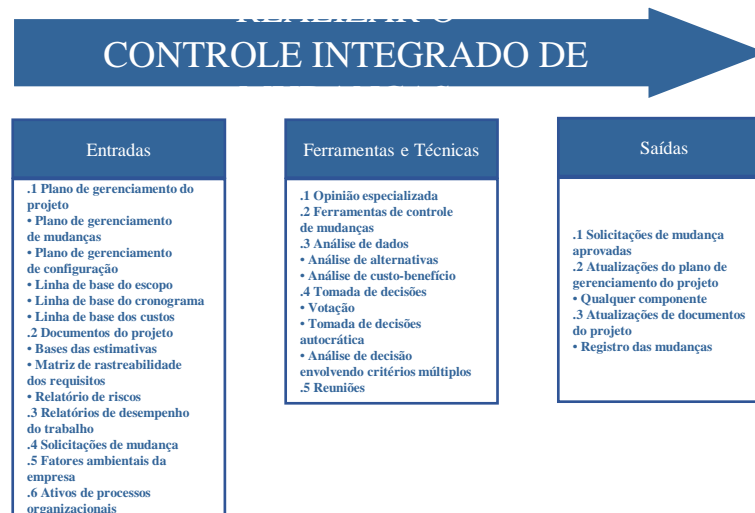 REALIZAR O
CONTROLE INTEGRADO DE
MUDANÇAS
Entradas
.1 Plano de gerenciamento do
projeto
• Plano de gerenciamento
de mudanças
• Plano de gerenciamento
de configuração
• Linha de base do escopo
• Linha de base do cronograma
• Linha de base dos custos
.2 Documentos do projeto
• Bases das estimativas
• Matriz de rastreabilidade
dos requisitos
• Relatório de riscos
.3 Relatórios de desempenho
do trabalho
.4 Solicitações de mudança
.5 Fatores ambientais da
empresa
.6 Ativos de processos
organizacionais
Ferramentas e Técnicas
.1 Opinião especializada
.2 Ferramentas de controle
de mudanças
.3 Análise de dados
• Análise de alternativas
• Análise de custo-benefício
.4 Tomada de decisões
• Votação
• Tomada de decisões
autocrática
• Análise de decisão
envolvendo critérios múltiplos
.5 Reuniões
Saídas
.1 Solicitações de mudança
aprovadas
.2 Atualizações do plano de
gerenciamento do projeto
• Qualquer componente
.3 Atualizações de documentos
do projeto
• Registro das mudanças